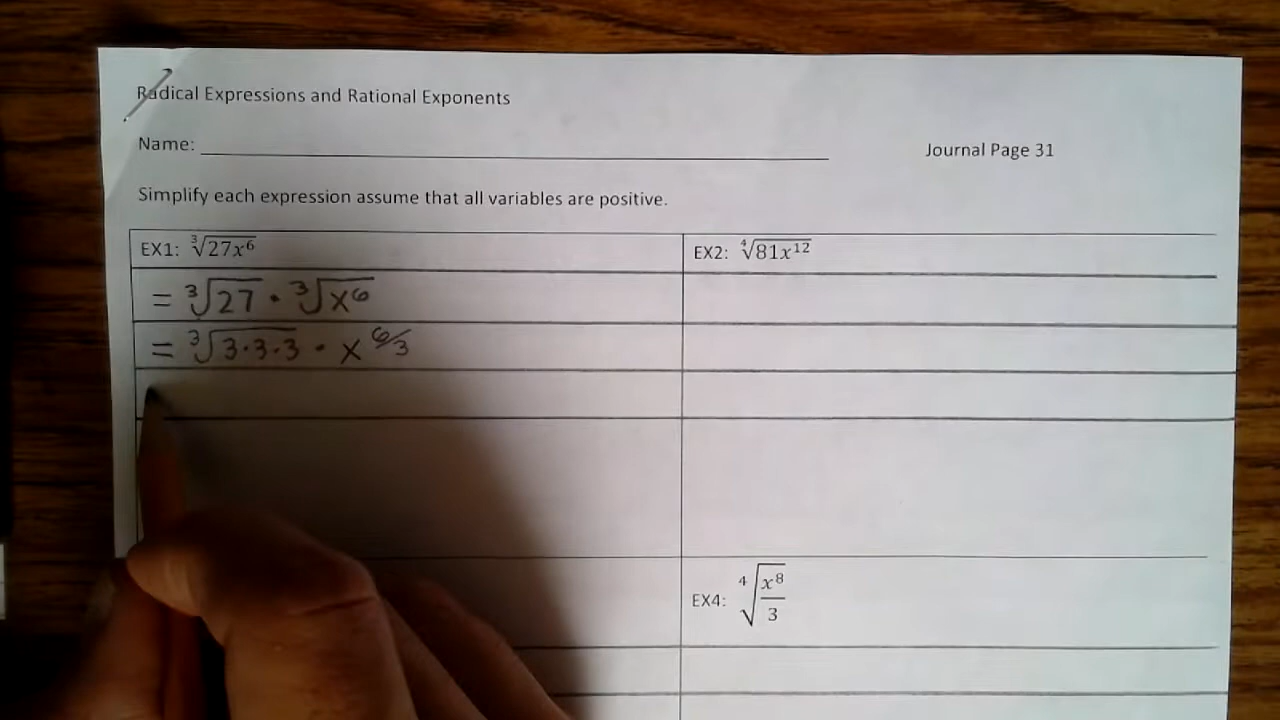 Radical Expressions and Rational Exponents
Name: ____________________ Journal Page 31
Simplify each expression assume that all variables are positive.
EX1: ∛27x⁶
= ∛27 · ∛x⁶
= ∛3·3·3 · x^6/3
EX2: ∜81x¹²
EX4: ∜x⁸/3